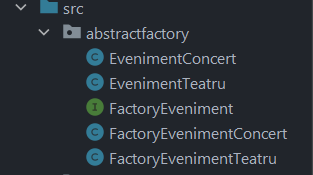 src
abstractfactory
C EvenimentConcert
C EvenimentTeatru
I FactoryEveniment
C FactoryEvenimentConcert
C FactoryEvenimentTeatru